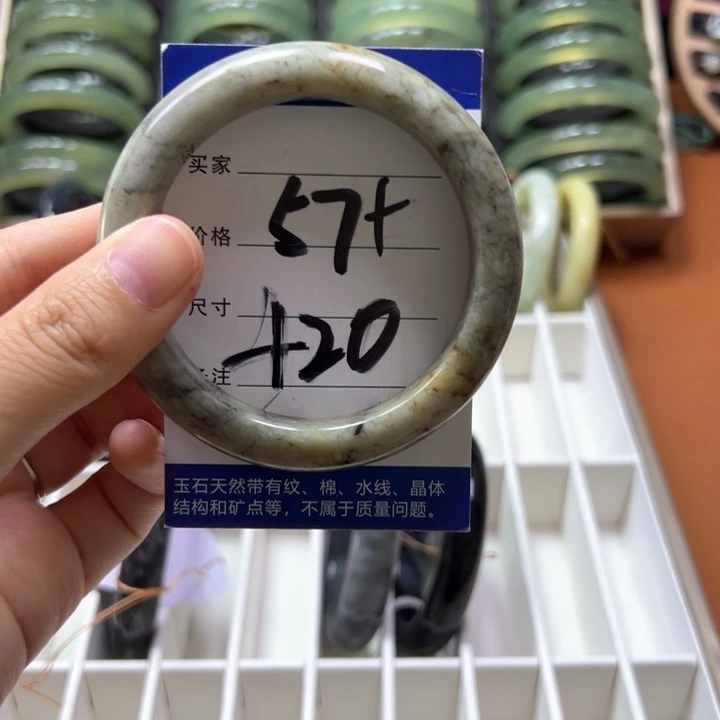 买家
57+
价格
尺寸
420
注
玉石天然带有纹、棉、水线、晶体
结构和矿点等，不属于质量问题。